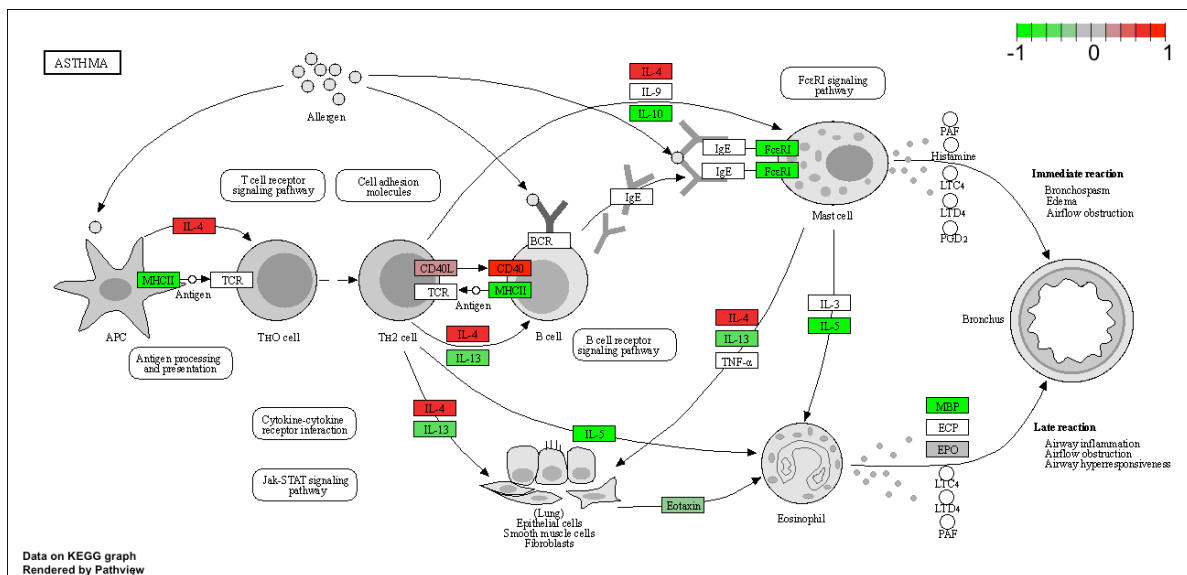 -1 0 1
ASTHMA
Allergen
IL-4
IL-9
IL-10
FcεRI signaling
pathway
T cell receptor
signaling pathway
Cell adhesion
molecules
IgE
IgE
FcεRI
FcεRI
IgE
Mast cell
PAF
Histamine
LTC4
LTD4
PGD2
Immediate reaction
Bronchospasm
Edema
Airflow obstruction
IL-4
MHCII
Antigen
TCR
APC
TH0 cell
Antigen processing
and presentation
CD40L
CD40
TCR
MHCII
Antigen
BCR
TH2 cell
B cell
IL-4
IL-13
B cell receptor
signaling pathway
IL-4
IL-13
TNF-α
IL-3
IL-5
Bronchus
Cytokine-cytokine
receptor interaction
Jak-STAT signaling
pathway
IL-4
IL-13
IL-5
(Lung)
Epithelial cells
Smooth muscle cells
Fibroblasts
Eotaxin
Eosinophil
MBP
ECP
EPO
LTC4
LTD4
PAF
Late reaction
Airway inflammation
Airflow obstruction
Airway hyperresponsiveness
Data on KEGG graph
Rendered by Pathview